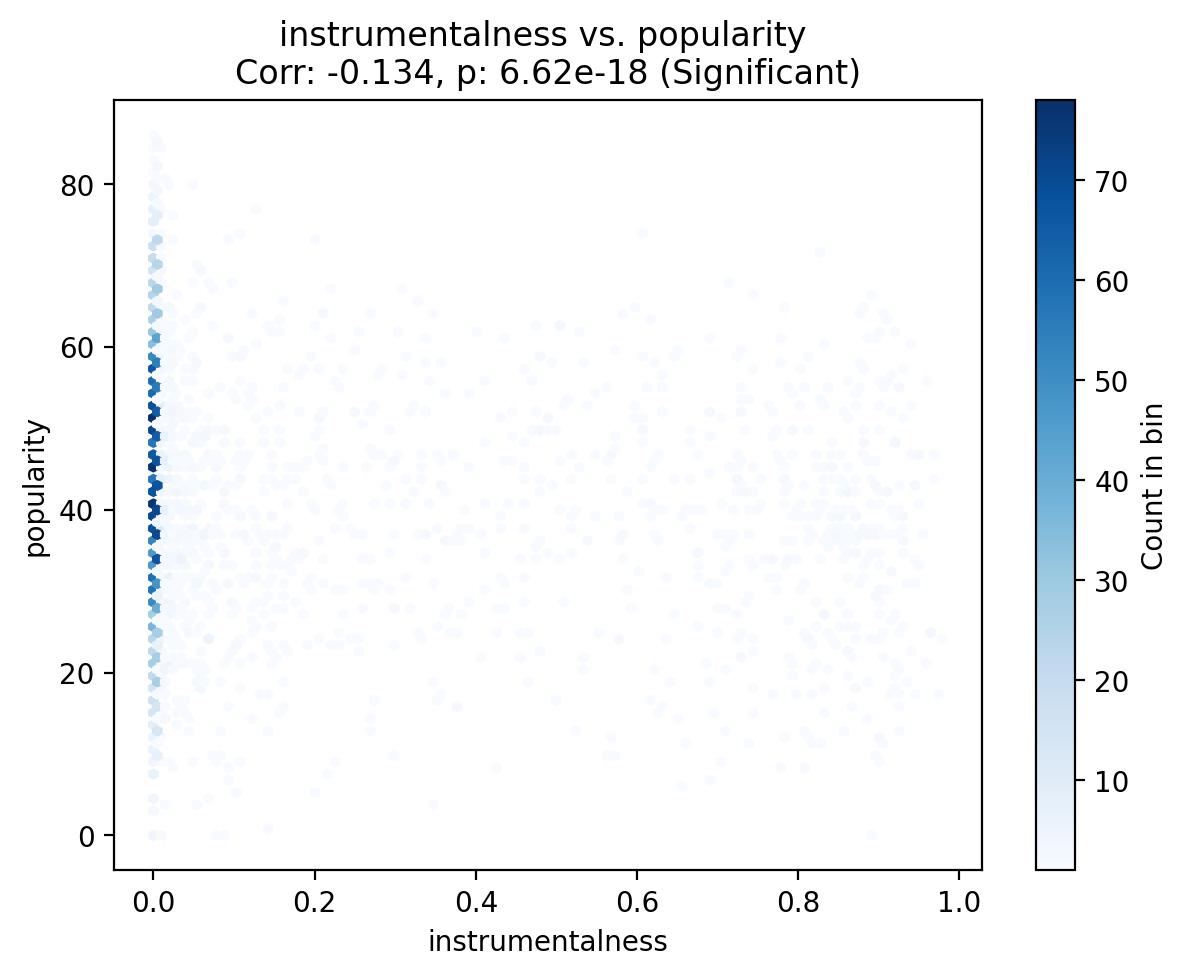 instrumentalness vs. popularity
Corr: -0.134, p: 6.62e-18 (Significant)
popularity
80
60
40
20
0
0.0 0.2 0.4 0.6 0.8 1.0
instrumentalness
70
60
50
40
30
20
10
Count in bin